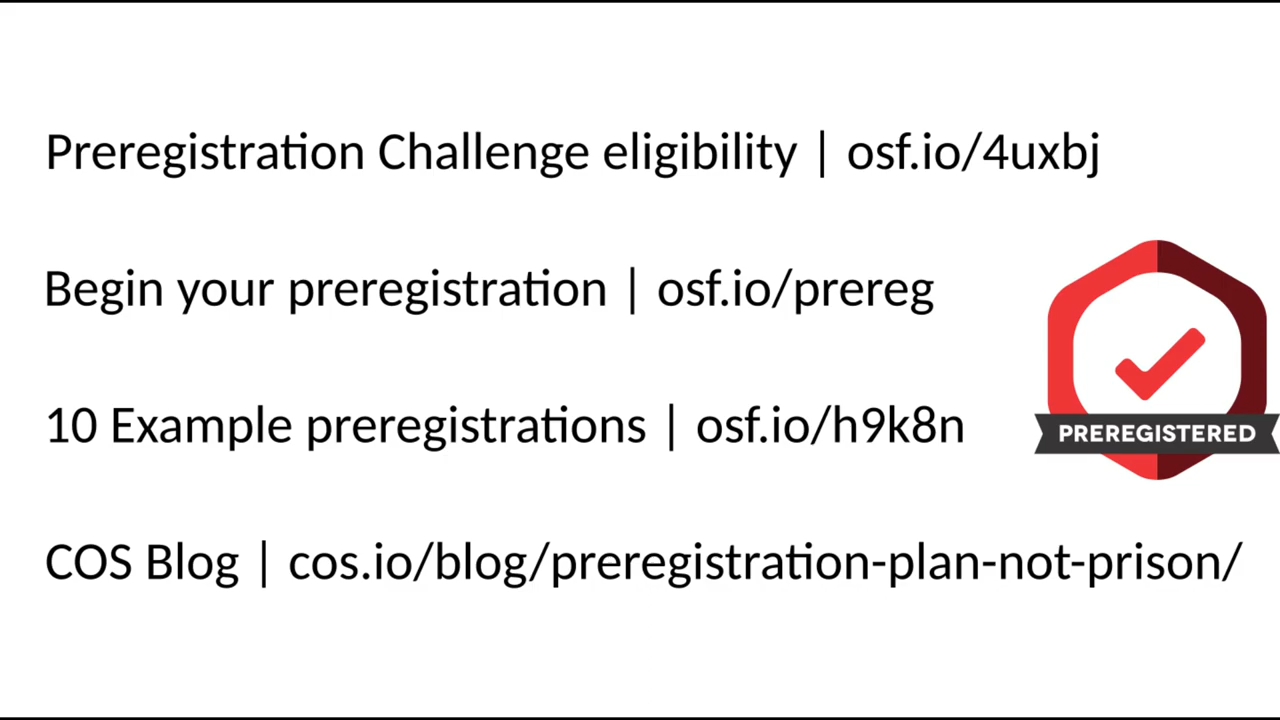 Preregistration Challenge eligibility | osf.io/4uxbj
Begin your preregistration | osf.io/prereg
10 Example preregistrations | osf.io/h9k8n
PREREGISTERED
COS Blog | cos.io/blog/preregistration-plan-not-prison/